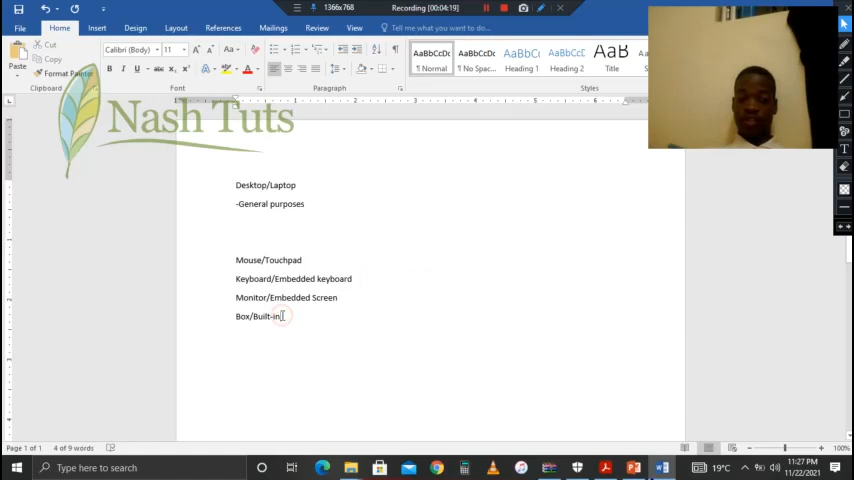 1366x768
Recording [00:04:19]
File
Home
Insert
Design
Layout
References
Mailings
Review
View
Tell me what you want to do...
Paste
Cut
Copy
Format Painter
Clipboard
Calibri (Body)
11
Font
Paragraph
AaBbCcDc
¶ Normal
AaBbCcDc
¶ No Spac...
AaBbCc
Heading 1
AaBbCcD
Heading 2
AaB
Title
Styles
Nash Tuts
Desktop/Laptop
-General purposes
Mouse/Touchpad
Keyboard/Embedded keyboard
Monitor/Embedded Screen
Box/Built-in
Page 1 of 1
4 of 9 words
100%
Type here to search
19°C
11:27 PM
11/22/2021